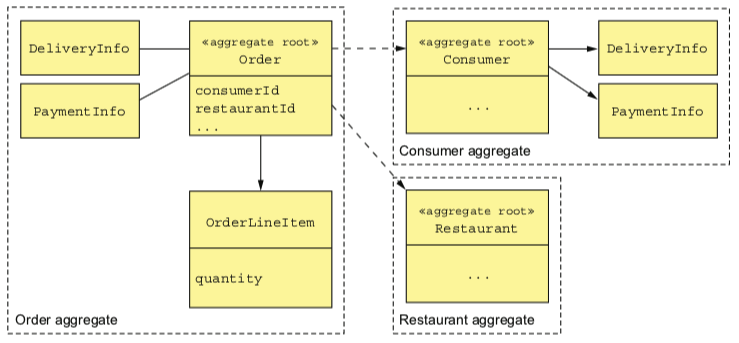 DeliveryInfo
PaymentInfo
«aggregate root»
Order
consumerId
restaurantId
...
OrderLineItem
quantity
Order aggregate
«aggregate root»
Consumer
...
DeliveryInfo
PaymentInfo
Consumer aggregate
«aggregate root»
Restaurant
...
Restaurant aggregate